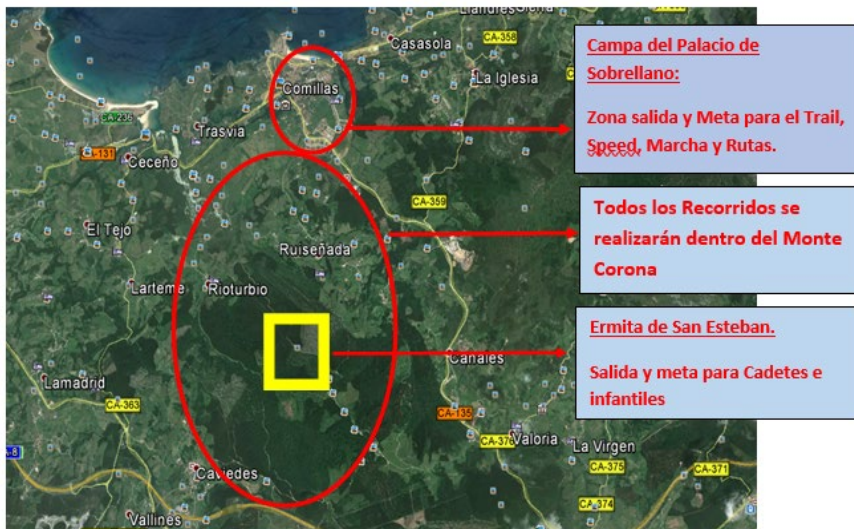 Casasola
CA-358
La Iglesia
Comillas
CA-236
Trasvia
CA-131
Ceceño
CA-359
El Tejo
Ruiseñada
Larteme
Rioturbio
Canales
Lamadrid
CA-363
CA-135
CA-376
Valoria
La Virgen
CA-375
CA-371
Caviedes
CA-374
Vallines
Campa del Palacio de
Sobrellano:
Zona salida y Meta para el Trail,
Speed, Marcha y Rutas.
Todos los Recorridos se
realizarán dentro del Monte
Corona
Ermita de San Esteban.
Salida y meta para Cadetes e
infantiles